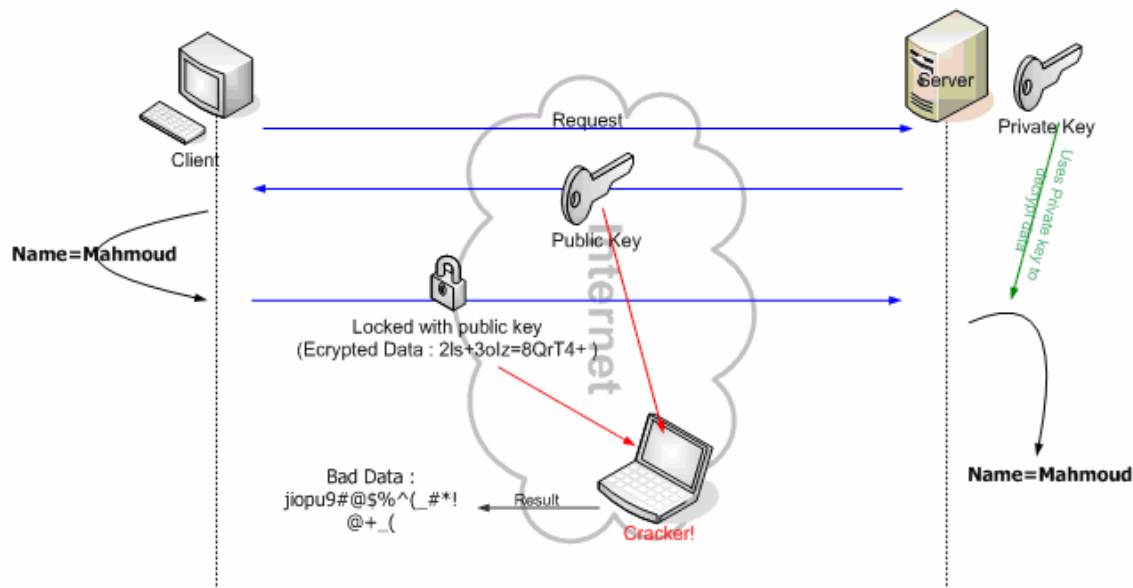 Server
Request
Private Key
Client
Uses Private key to
decrypt data
Public Key
Internet
Name=Mahmoud
Locked with public key
(Ecrypted Data : 2ls+3olz=8QrT4+ )
Name=Mahmoud
Bad Data :
jiopu9#@$%^(_#*!
@+_(
Result
Cracker!